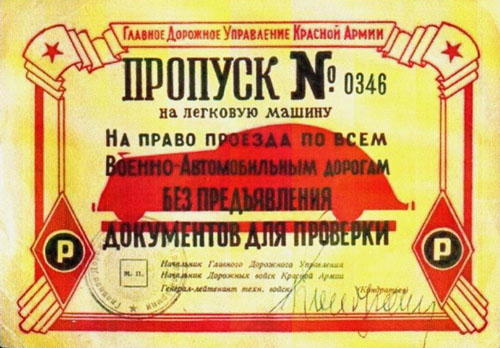 Главное Дорожное Управление Красной Армии
ПРОПУСК № 0346
на легковую машину
На право проезда по всем
Военно-Автомобильным дорогам
БЕЗ ПРЕДЪЯВЛЕНИЯ
ДОКУМЕНТОВ ДЛЯ ПРОВЕРКИ
Р
Р
М. П.
Начальник Главного Дорожного Управления
Начальник Дорожных войск Красной Армии
Генерал-лейтенант техн. войск
(Кондратьев)